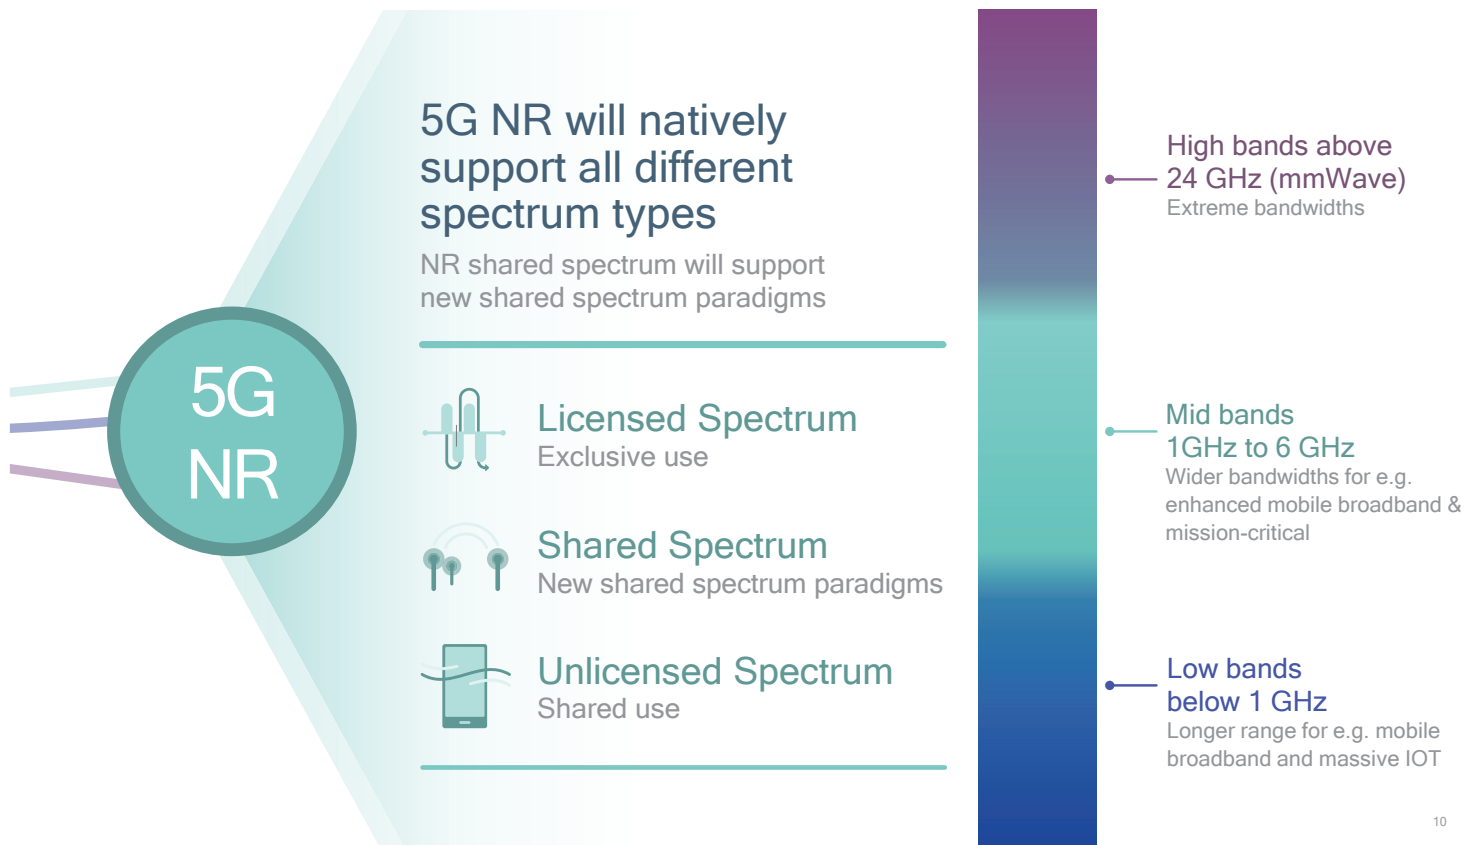 5G
NR
5G NR will natively
support all different
spectrum types
NR shared spectrum will support
new shared spectrum paradigms
Licensed Spectrum
Exclusive use
Shared Spectrum
New shared spectrum paradigms
Unlicensed Spectrum
Shared use
High bands above
24 GHz (mmWave)
Extreme bandwidths
Mid bands
1GHz to 6 GHz
Wider bandwidths for e.g.
enhanced mobile broadband &
mission-critical
Low bands
below 1 GHz
Longer range for e.g. mobile
broadband and massive IOT
10